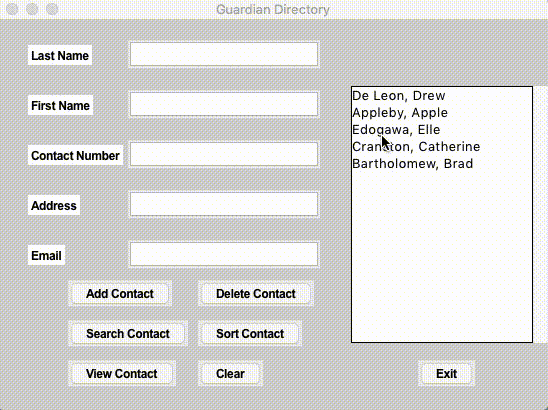 Guardian Directory
Last Name
First Name
Contact Number
Address
Email
De Leon, Drew
Appleby, Apple
Edogawa, Elle
Cranston, Catherine
Bartholomew, Brad
Add Contact
Delete Contact
Search Contact
Sort Contact
View Contact
Clear
Exit